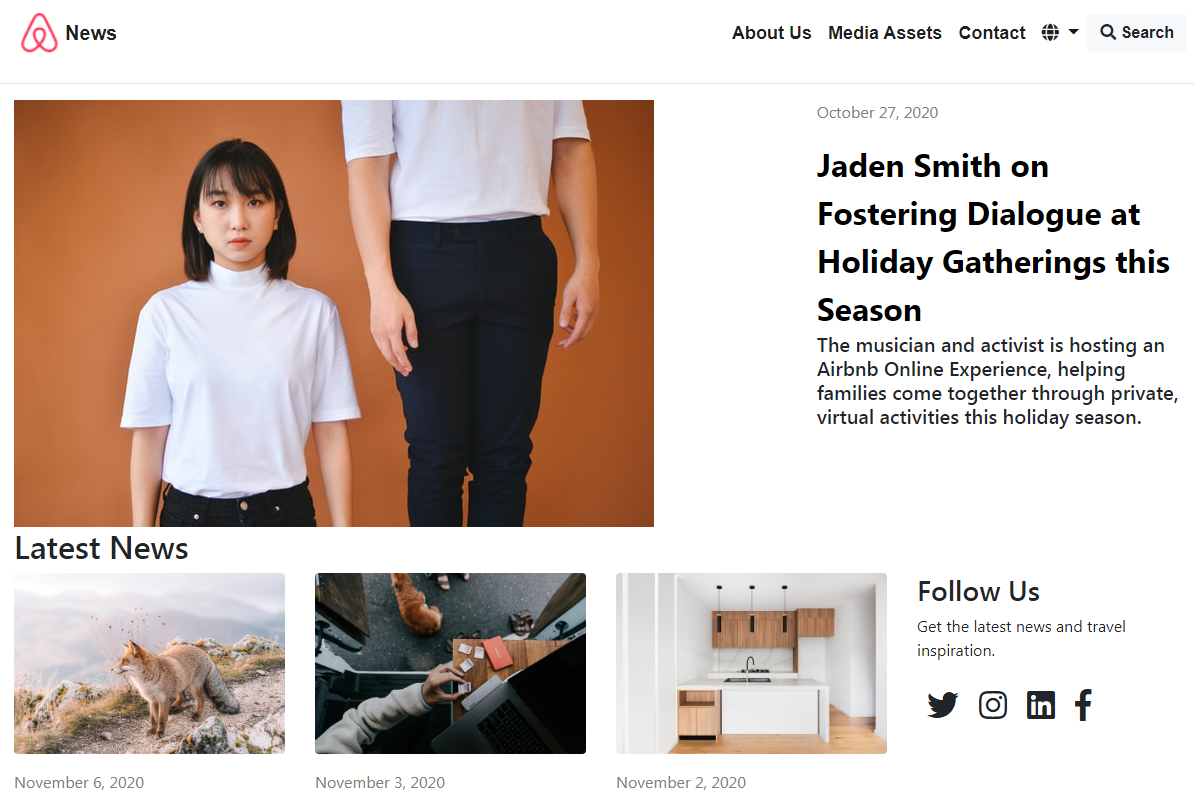 News
About Us
Media Assets
Contact
Search
October 27, 2020
Jaden Smith on
Fostering Dialogue at
Holiday Gatherings this
Season
The musician and activist is hosting an
Airbnb Online Experience, helping
families come together through private,
virtual activities this holiday season.
Latest News
November 6, 2020
November 3, 2020
November 2, 2020
Follow Us
Get the latest news and travel
inspiration.